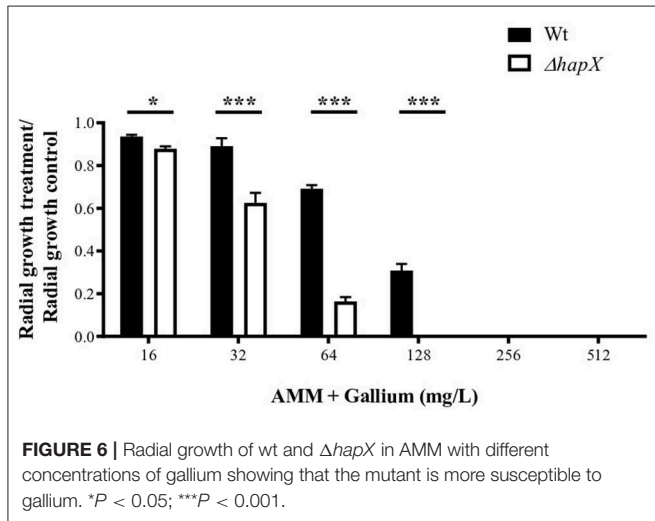 Wt
ΔhapX
* *** *** ***
1.0
0.8
0.6
0.4
0.2
0.0
Radial growth treatment/
Radial growth control
16 32 64 128 256 512
AMM + Gallium (mg/L)
FIGURE 6 | Radial growth of wt and ΔhapX in AMM with different
concentrations of gallium showing that the mutant is more susceptible to
gallium. *P < 0.05; ***P < 0.001.